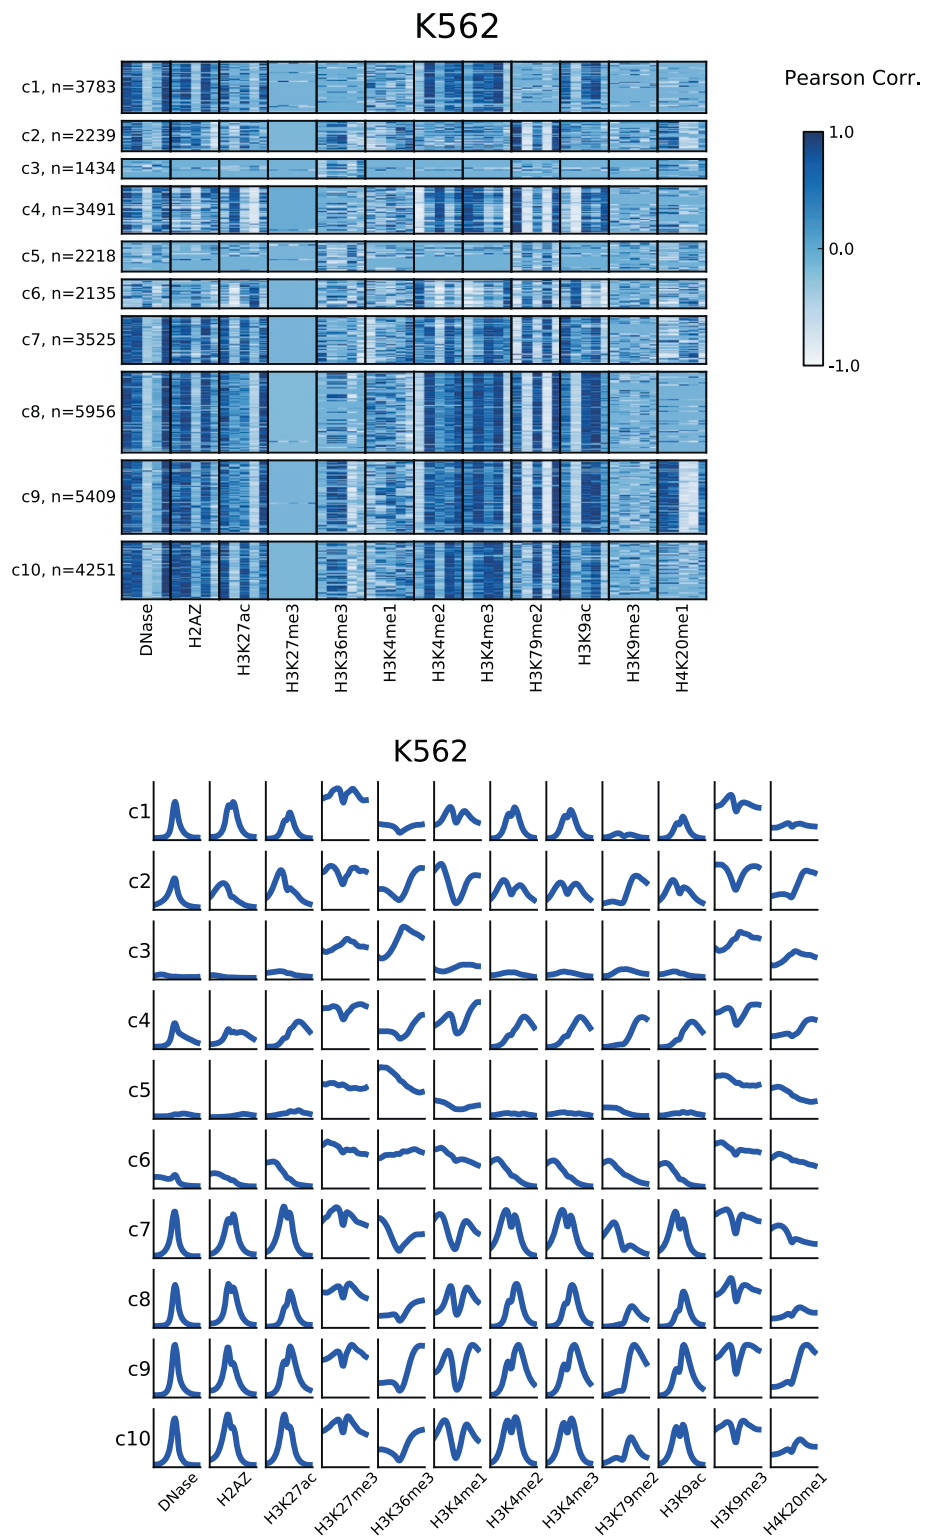 K562
Pearson Corr.
1.0
0.0
-1.0
c1, n=3783
c2, n=2239
c3, n=1434
c4, n=3491
c5, n=2218
c6, n=2135
c7, n=3525
c8, n=5956
c9, n=5409
c10, n=4251
DNase
H2AZ
H3K27ac
H3K27me3
H3K36me3
H3K4me1
H3K4me2
H3K4me3
H3K79me2
H3K9ac
H3K9me3
H4K20me1
K562
c1
c2
c3
c4
c5
c6
c7
c8
c9
c10
DNase
H2AZ
H3K27ac
H3K27me3
H3K36me3
H3K4me1
H3K4me2
H3K4me3
H3K79me2
H3K9ac
H3K9me3
H4K20me1